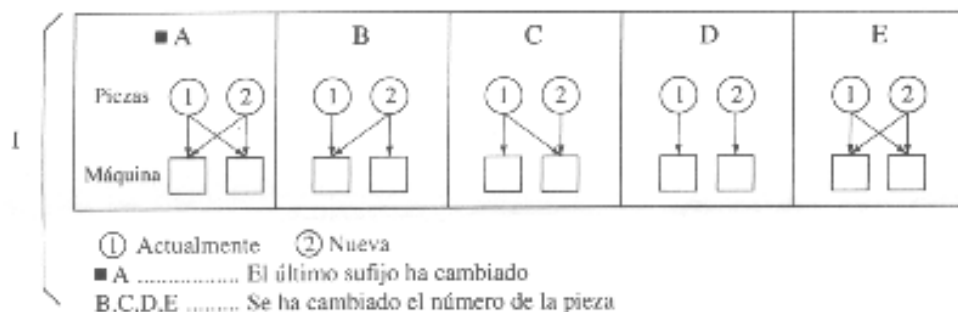 ■ A B C D E
Piezas 1 2 1 2 1 2 1 2 1 2
I
Máquina
① Actualmente ② Nueva
■ A .................. El último sufijo ha cambiado
B,C,D,E ......... Se ha cambiado el número de la pieza